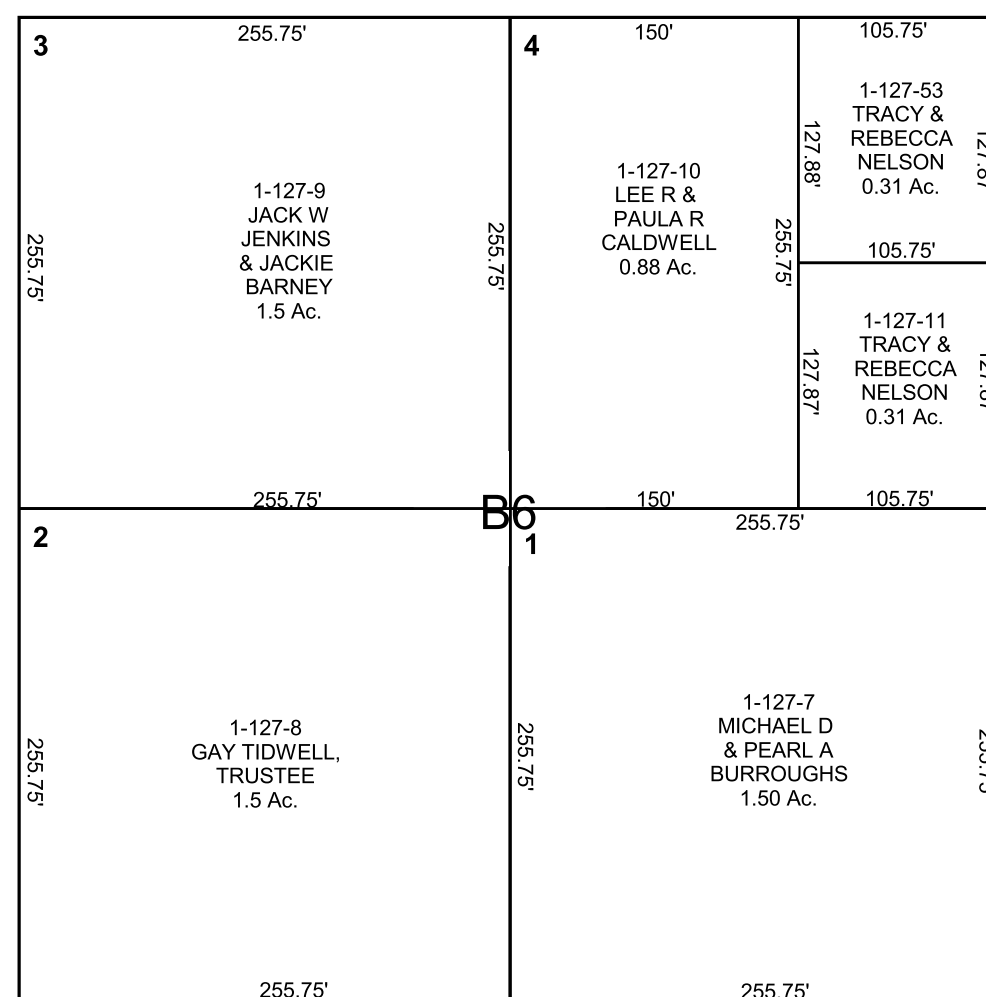 3
255.75'
1-127-9
JACK W
JENKINS
& JACKIE
BARNEY
1.5 Ac.
255.75'
255.75'
255.75'
4
150'
1-127-10
LEE R &
PAULA R
CALDWELL
0.88 Ac.
255.75'
150'
105.75'
1-127-53
TRACY &
REBECCA
NELSON
0.31 Ac.
127.88'
105.75'
1-127-11
TRACY &
REBECCA
NELSON
0.31 Ac.
127.87'
105.75'
B6
2
1-127-8
GAY TIDWELL,
TRUSTEE
1.5 Ac.
255.75'
255.75'
1
255.75'
1-127-7
MICHAEL D
& PEARL A
BURROUGHS
1.50 Ac.
255.75'
255.75'